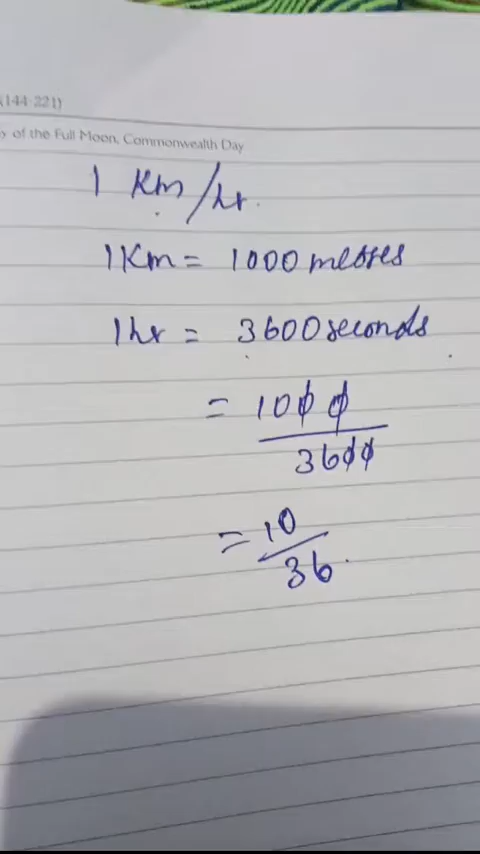 (144-221)
y of the Full Moon, Commonwealth Day
1 Km/hr.
1Km = 1000 metres
1hr = 3600 seconds
= 1000
3600
= 10
36.